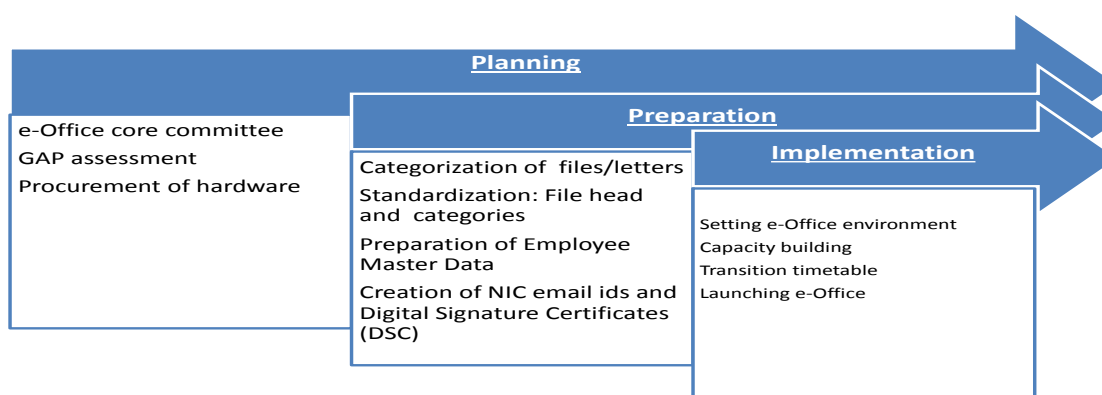 Planning
e-Office core committee
GAP assessment
Procurement of hardware
Preparation
Categorization of files/letters
Standardization: File head
and categories
Preparation of Employee
Master Data
Creation of NIC email ids and
Digital Signature Certificates
(DSC)
Implementation
Setting e-Office environment
Capacity building
Transition timetable
Launching e-Office